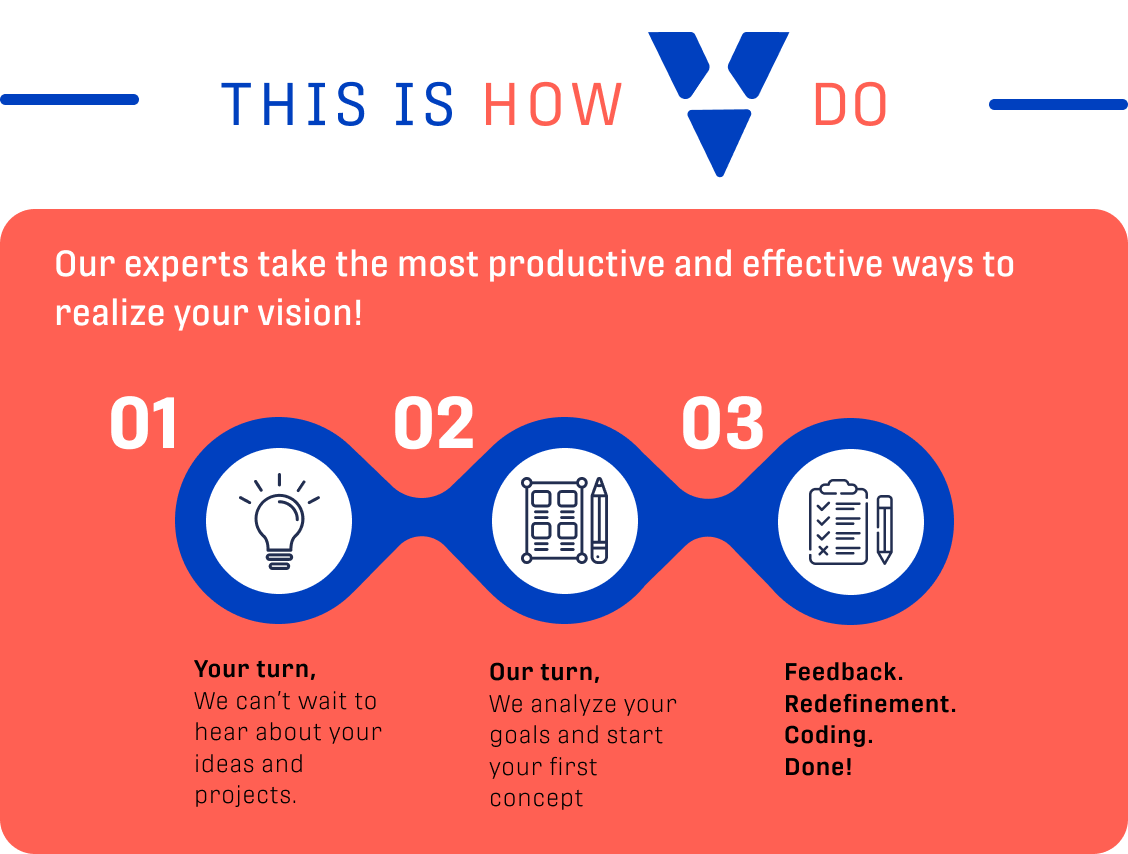 THIS IS HOW V DO
Our experts take the most productive and effective ways to
realize your vision!
01
02
03
Your turn,
We can't wait to
hear about your
ideas and
projects.
Our turn,
We analyze your
goals and start
your first
concept
Feedback.
Redefinement.
Coding.
Done!